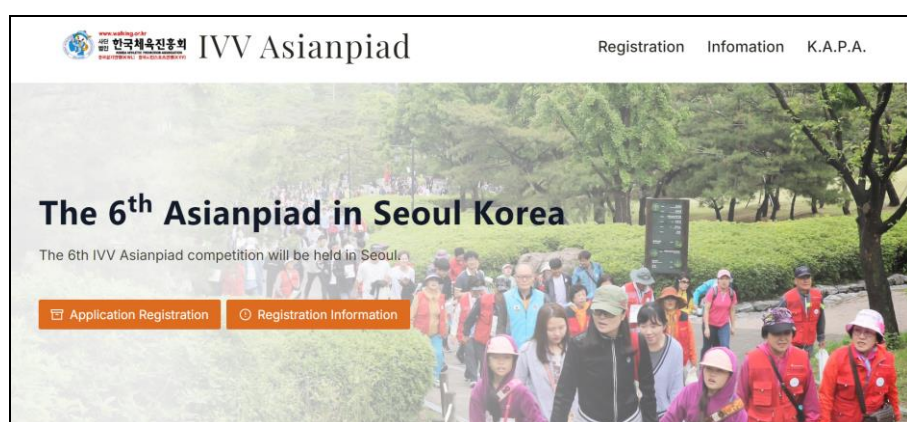 www.walking.or.kr
사단
법인 한국체육진흥회
IVV Asianpiad
Registration Infomation K.A.P.A.
The 6th Asianpiad in Seoul Korea
The 6th IVV Asianpiad competition will be held in Seoul.
Application Registration Registration Information